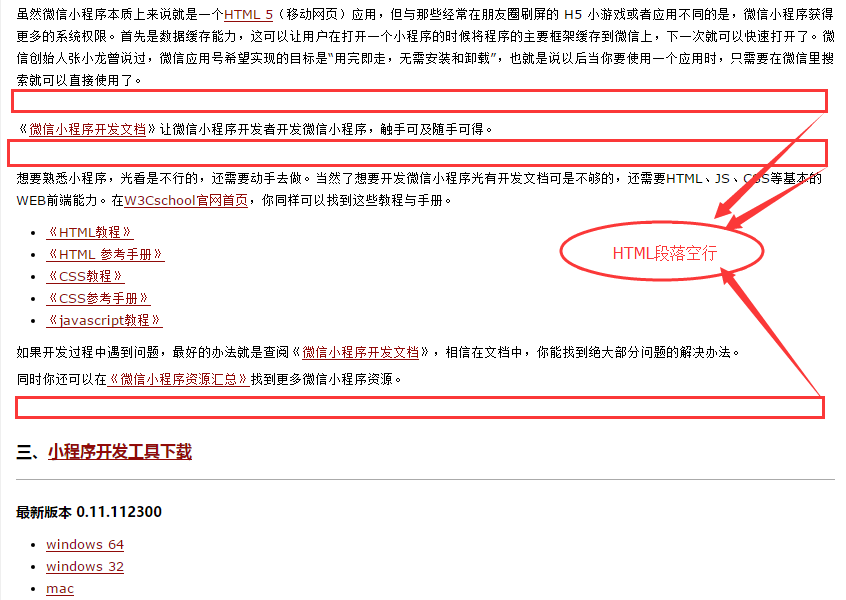 虽然微信小程序本质上来说就是一个HTML 5（移动网页）应用，但与那些经常在朋友圈刷屏的 H5 小游戏或者应用不同的是，微信小程序获得
更多的系统权限。首先是数据缓存能力，这可以让用户在打开一个小程序的时候将程序的主要框架缓存到微信上，下一次就可以快速打开了。微
信创始人张小龙曾说过，微信应用号希望实现的目标是“用完即走，无需安装和卸载”，也就是说以后当你要使用一个应用时，只需要在微信里搜
索就可以直接使用了。
《微信小程序开发文档》让微信小程序开发者开发微信小程序，触手可及随手可得。
想要熟悉小程序，光看是不行的，还需要动手去做。当然了想要开发微信小程序光有开发文档可是不够的，还需要HTML、JS、CSS等基本的
WEB前端能力。在W3Cschool官网首页，你同样可以找到这些教程与手册。
• 《HTML教程》
• 《HTML 参考手册》
• 《CSS教程》
• 《CSS参考手册》
• 《javascript教程》
HTML段落空行
如果开发过程中遇到问题，最好的办法就是查阅《微信小程序开发文档》，相信在文档中，你能找到绝大部分问题的解决办法。
同时你还可以在《微信小程序资源汇总》找到更多微信小程序资源。
三、小程序开发工具下载
最新版本 0.11.112300
• windows 64
• windows 32
• mac